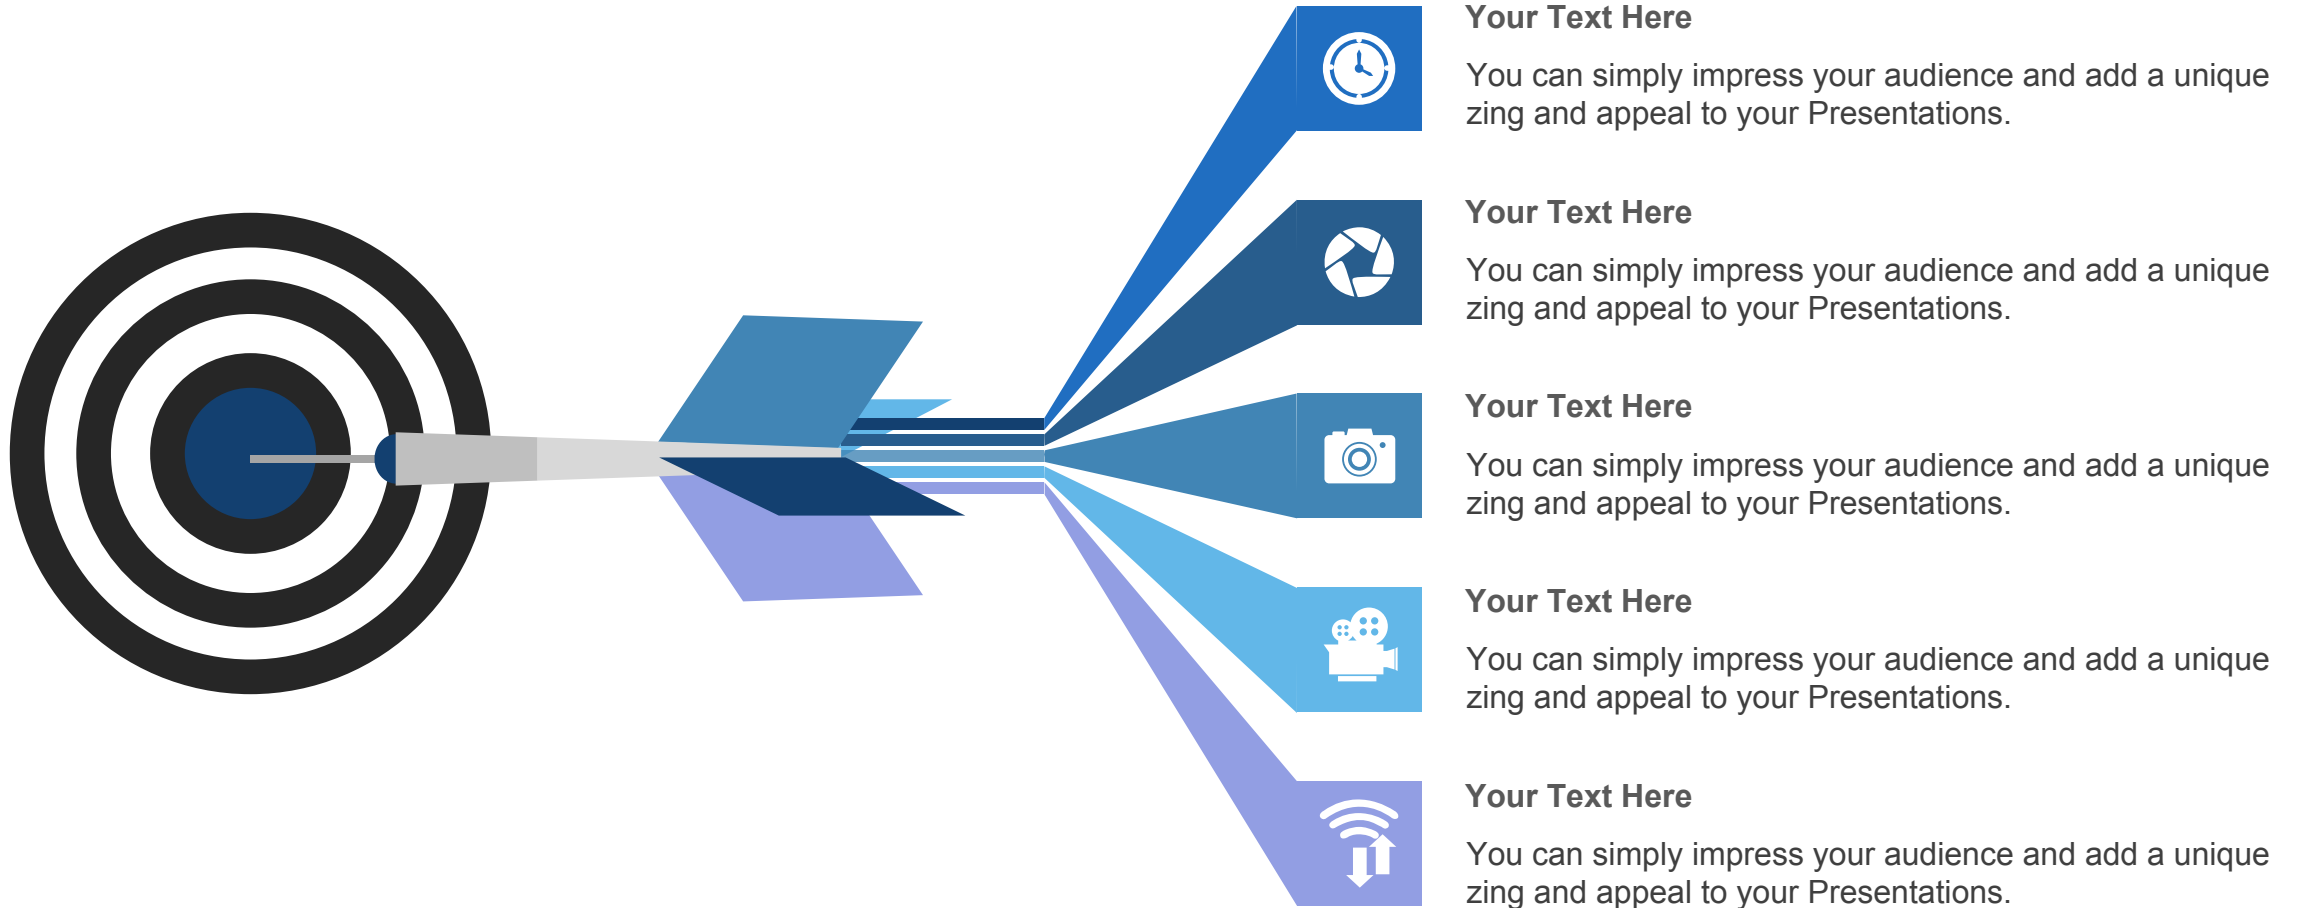 Your Text Here
You can simply impress your audience and add a unique
zing and appeal to your Presentations.
Your Text Here
You can simply impress your audience and add a unique
zing and appeal to your Presentations.
Your Text Here
You can simply impress your audience and add a unique
zing and appeal to your Presentations.
Your Text Here
You can simply impress your audience and add a unique
zing and appeal to your Presentations.
Your Text Here
You can simply impress your audience and add a unique
zing and appeal to your Presentations.